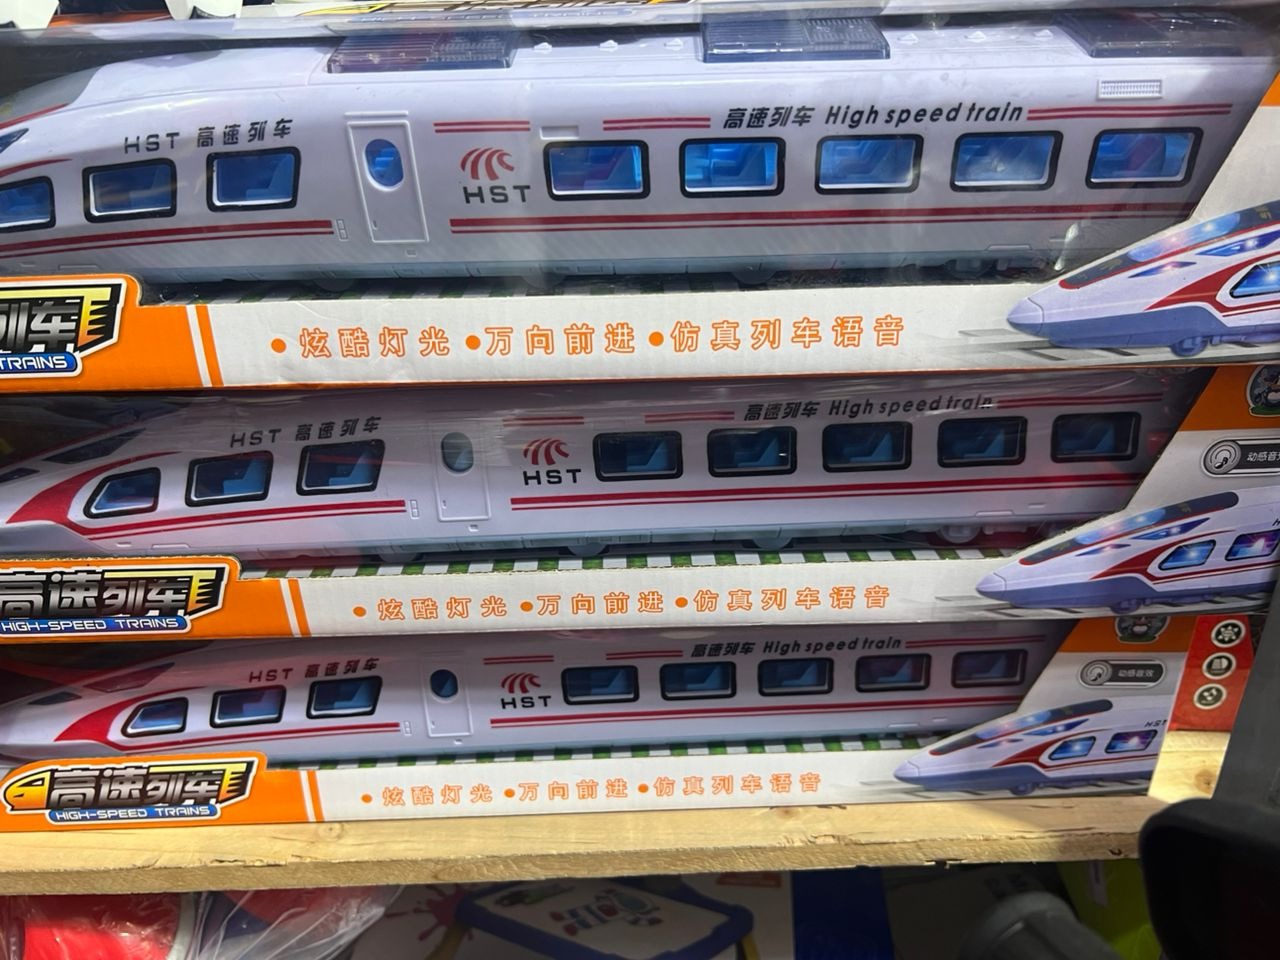 HIGH-SPEED TRAINS
HST 高速列车
高速列车 High speed train
HST
列车
TRAINS
•炫酷灯光 •万向前进 •仿真列车语音
HST 高速列车
高速列车 High speed train
HST
动感音效
高速列车
HIGH-SPEED TRAINS
•炫酷灯光 •万向前进 •仿真列车语音
HST 高速列车
高速列车 High speed train
HST
动感音效
HST
高速列车
HIGH-SPEED TRAINS
•炫酷灯光 •万向前进 •仿真列车语音